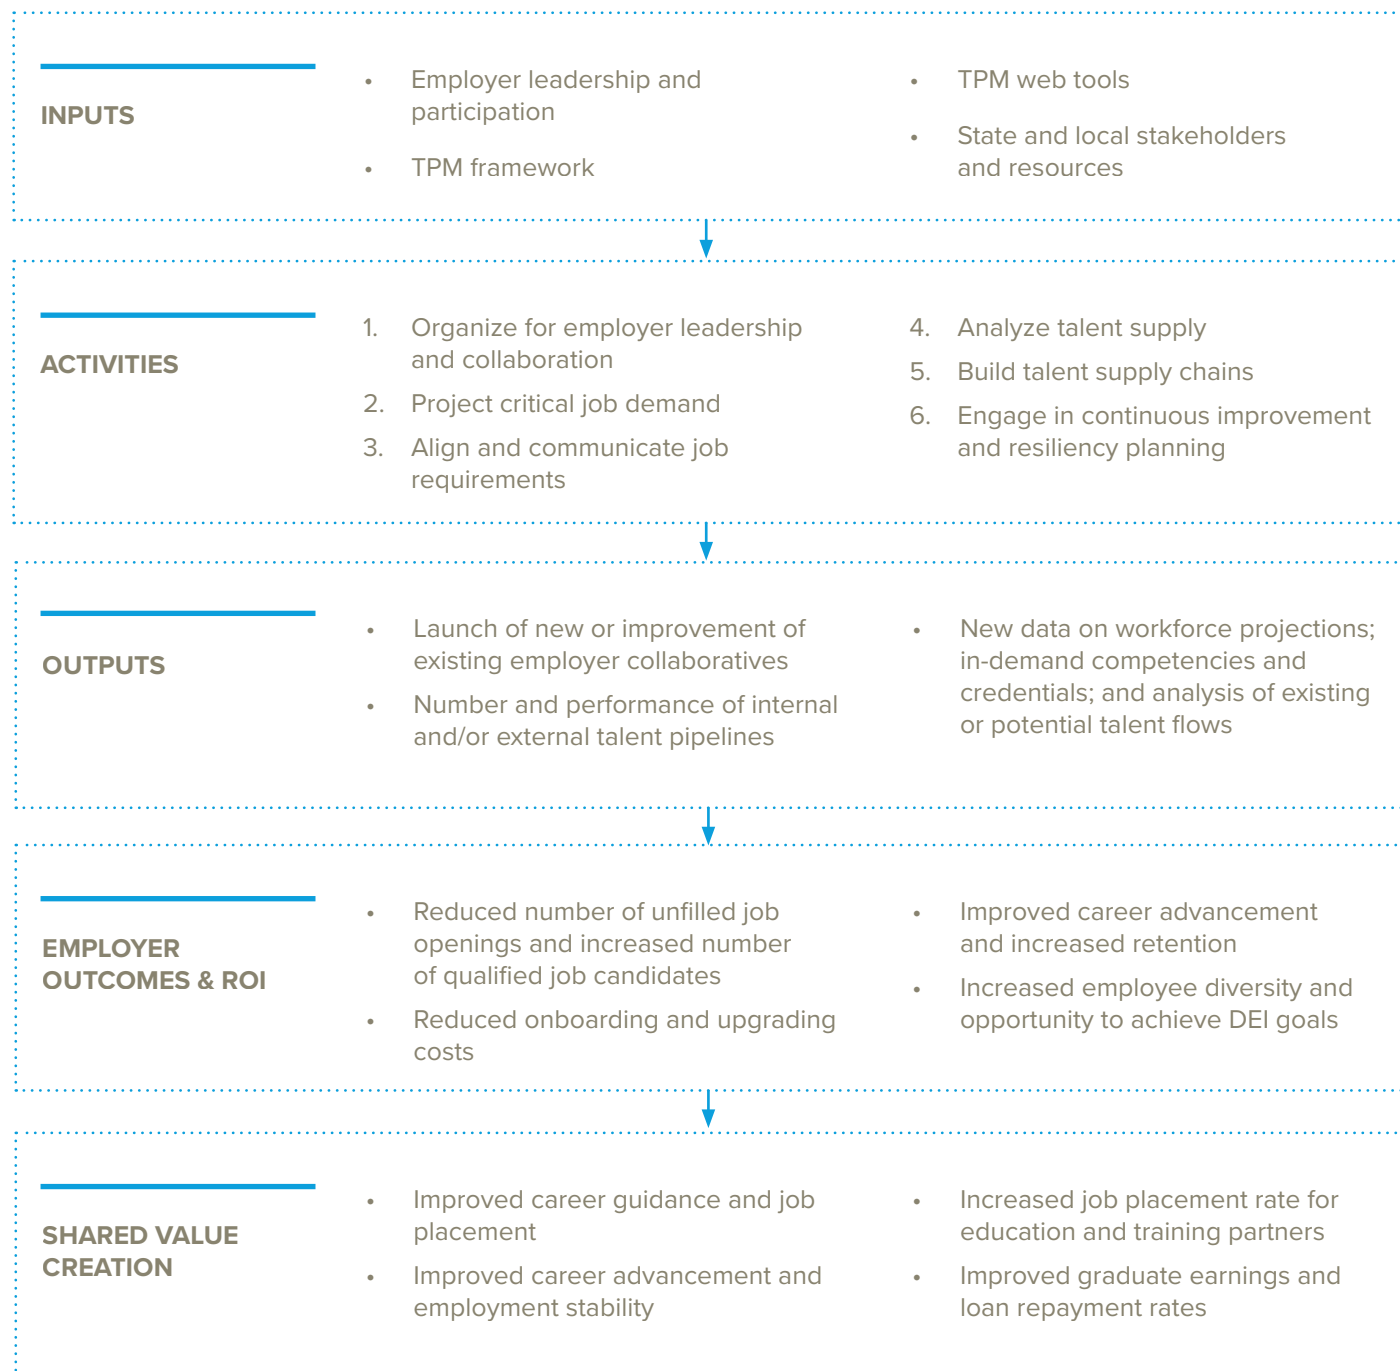 INPUTS
• Employer leadership and
participation
• TPM framework
• TPM web tools
• State and local stakeholders
and resources
ACTIVITIES
1. Organize for employer leadership
and collaboration
2. Project critical job demand
3. Align and communicate job
requirements
4. Analyze talent supply
5. Build talent supply chains
6. Engage in continuous improvement
and resiliency planning
OUTPUTS
• Launch of new or improvement of
existing employer collaboratives
• Number and performance of internal
and/or external talent pipelines
• New data on workforce projections;
in-demand competencies and
credentials; and analysis of existing
or potential talent flows
EMPLOYER
OUTCOMES & ROI
• Reduced number of unfilled job
openings and increased number
of qualified job candidates
• Reduced onboarding and upgrading
costs
• Improved career advancement
and increased retention
• Increased employee diversity and
opportunity to achieve DEI goals
SHARED VALUE
CREATION
• Improved career guidance and job
placement
• Improved career advancement and
employment stability
• Increased job placement rate for
education and training partners
• Improved graduate earnings and
loan repayment rates